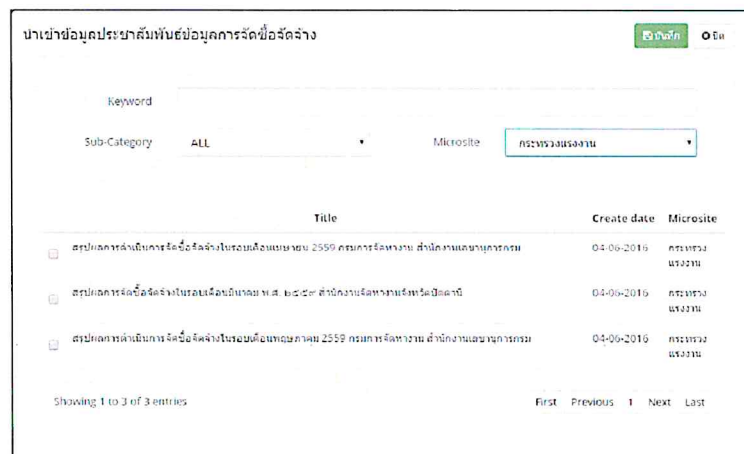 นำเข้าข้อมูลประชาสัมพันธ์ข้อมูลการจัดซื้อจัดจ้าง
บันทึก
ปิด
Keyword
Sub-Category ALL Microsite กระทรวงแรงงาน
Title Create date Microsite
สรุปผลการดำเนินการจัดซื้อจัดจ้างในรอบเดือนเมษายน 2559 กรมการจัดหางาน สำนักงานเลขานุการกรม 04-06-2016 กระทรวง
แรงงาน
สรุปผลการจัดซื้อจัดจ้างในรอบเดือนมีนาคม พ.ศ. ๒๕๕๙ สำนักงานจัดหางานจังหวัดปัตตานี 04-06-2016 กระทรวง
แรงงาน
สรุปผลการดำเนินการจัดซื้อจัดจ้างในรอบเดือนพฤษภาคม 2559 กรมการจัดหางาน สำนักงานเลขานุการกรม 04-06-2016 กระทรวง
แรงงาน
Showing 1 to 3 of 3 entries First Previous 1 Next Last